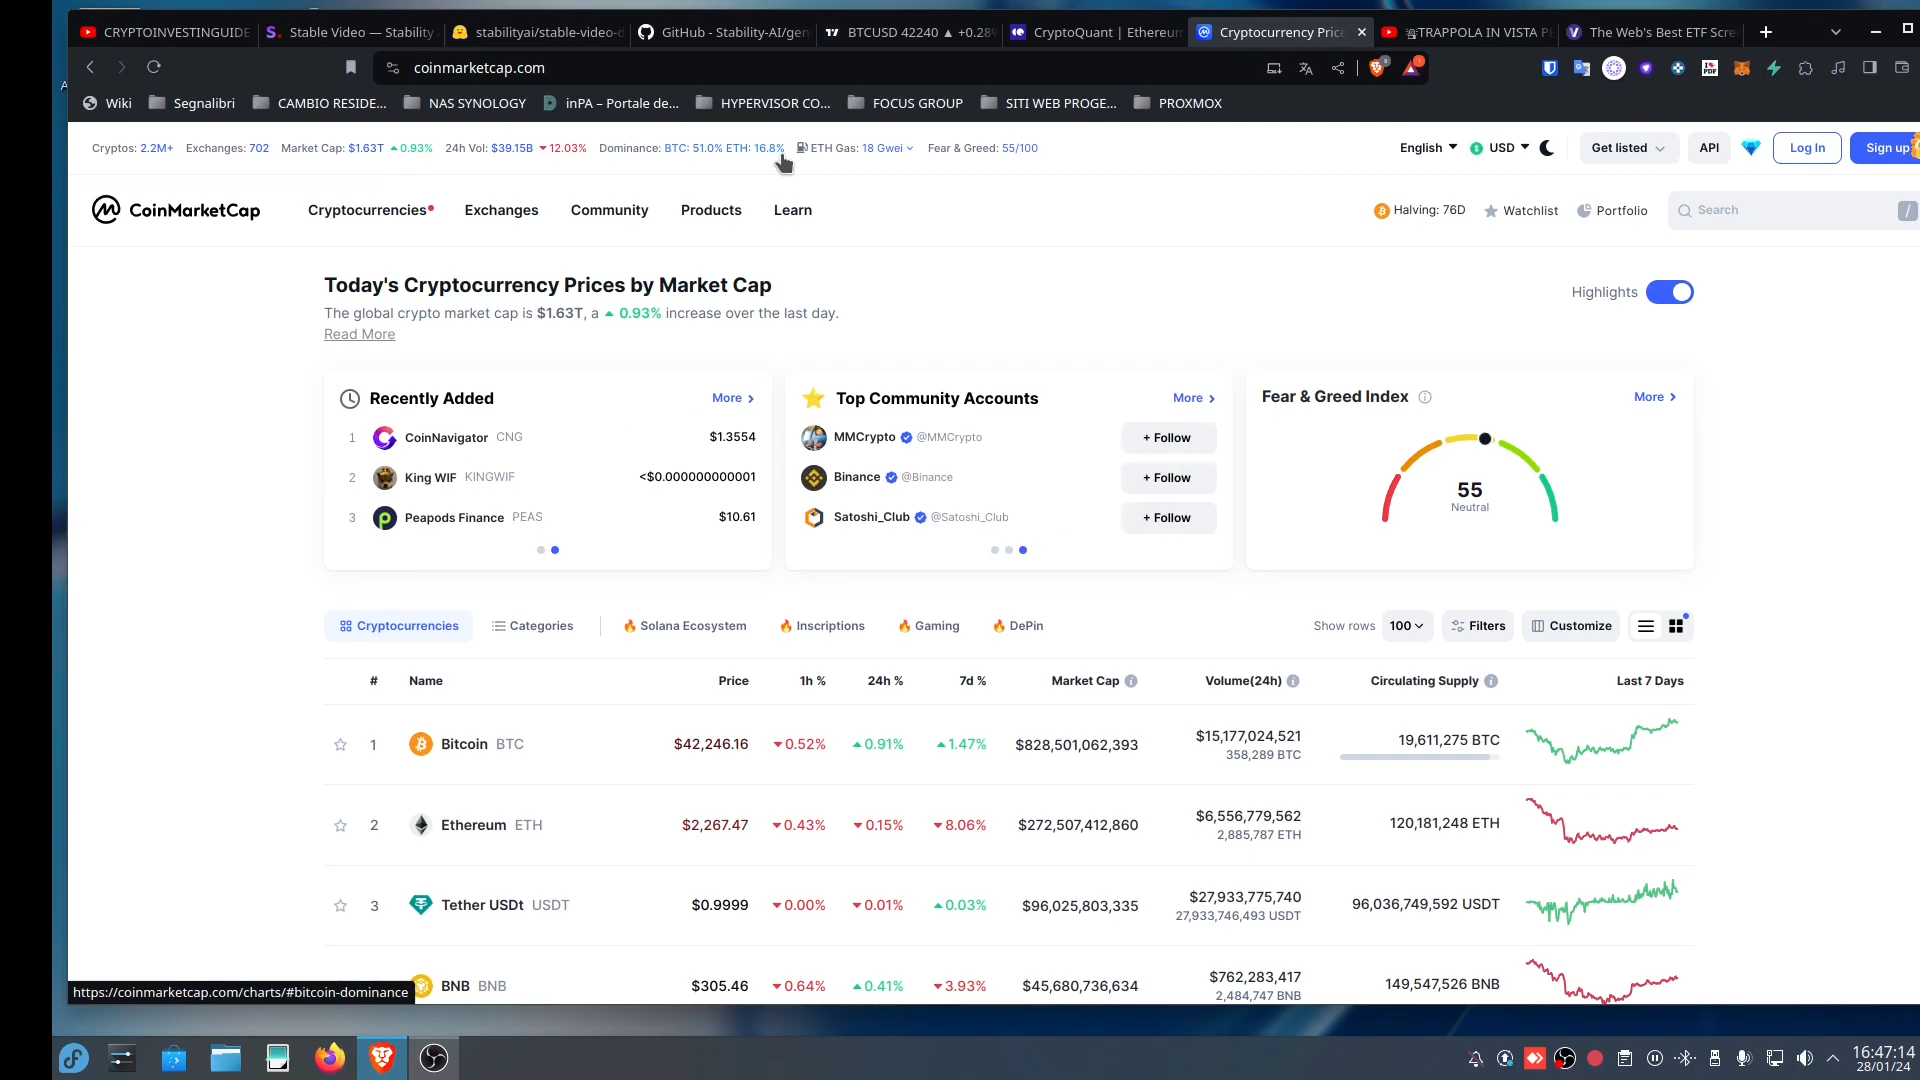 CRYPTOINVESTINGUIDE
Stable Video — Stability
stabilityai/stable-video-d
GitHub - Stability-AI/gen
BTCUSD 42240 ▲ +0.28%
CryptoQuant | Ethereum
Cryptocurrency Price
TRAPPOLA IN VISTA PE
The Web's Best ETF Scre
coinmarketcap.com
Wiki
Segnalibri
CAMBIO RESIDE...
NAS SYNOLOGY
inPA – Portale de...
HYPERVISOR CO...
FOCUS GROUP
SITI WEB PROGE...
PROXMOX
Cryptos: 2.2M+ Exchanges: 702 Market Cap: $1.63T 0.93% 24h Vol: $39.15B 12.03% Dominance: BTC: 51.0% ETH: 16.8% ETH Gas: 18 Gwei Fear & Greed: 55/100
English USD Get listed API Log In Sign up
CoinMarketCap
Cryptocurrencies Exchanges Community Products Learn
Halving: 76D Watchlist Portfolio Search /
Today's Cryptocurrency Prices by Market Cap
The global crypto market cap is $1.63T, a 0.93% increase over the last day.
Read More
Highlights
Recently Added More
1 CoinNavigator CNG $1.3554
2 King WIF KINGWIF <$0.000000000001
3 Peapods Finance PEAS $10.61
Top Community Accounts More
MMCrypto @MMCrypto + Follow
Binance @Binance + Follow
Satoshi_Club @Satoshi_Club + Follow
Fear & Greed Index More
55
Neutral
Cryptocurrencies Categories Solana Ecosystem Inscriptions Gaming DePin
Show rows 100 Filters Customize
# Name Price 1h % 24h % 7d % Market Cap Volume(24h) Circulating Supply Last 7 Days
1 Bitcoin BTC $42,246.16 0.52% 0.91% 1.47% $828,501,062,393 $15,177,024,521 19,611,275 BTC
358,289 BTC
2 Ethereum ETH $2,267.47 0.43% 0.15% 8.06% $272,507,412,860 $6,556,779,562 120,181,248 ETH
2,885,787 ETH
3 Tether USDt USDT $0.9999 0.00% 0.01% 0.03% $96,025,803,335 $27,933,775,740 96,036,749,592 USDT
27,933,746,493 USDT
BNB BNB $305.46 0.64% 0.41% 3.93% $45,680,736,634 $762,283,417 149,547,526 BNB
2,484,747 BNB
https://coinmarketcap.com/charts/#bitcoin-dominance
16:47:14
28/01/24